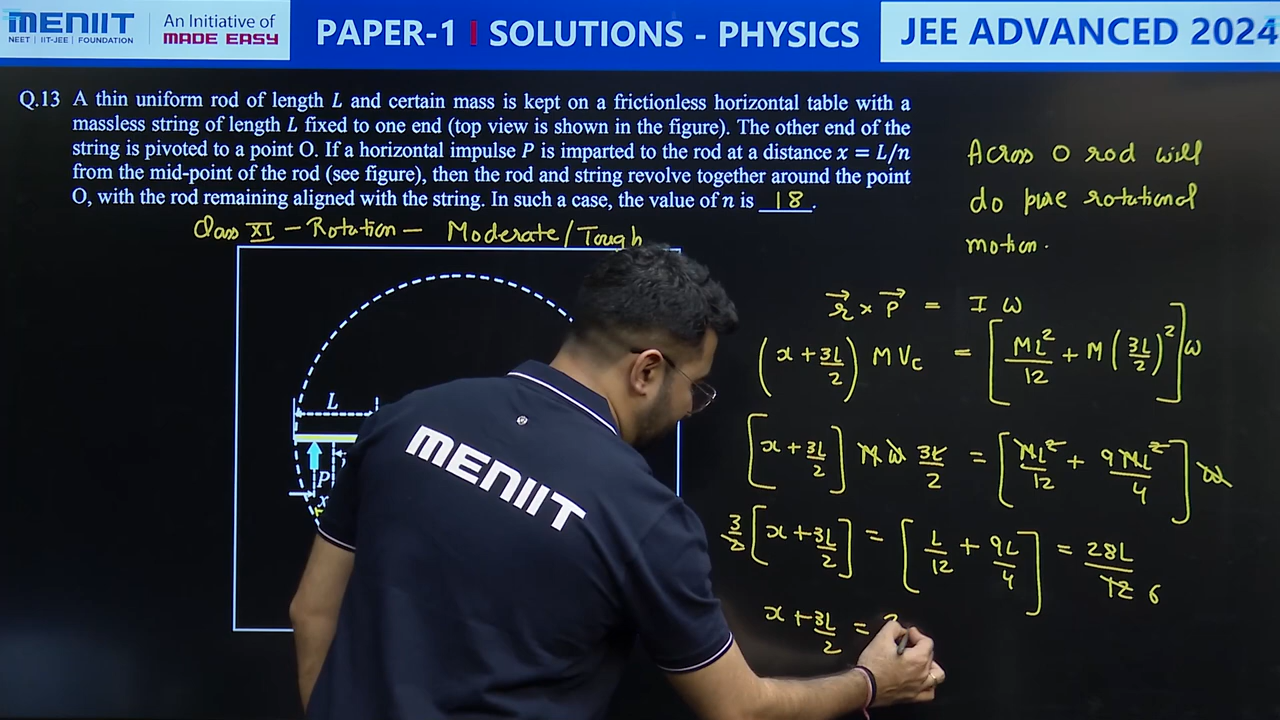 MENIIT
NEET | IIT-JEE | FOUNDATION
An Initiative of
MADE EASY
PAPER-1 | SOLUTIONS - PHYSICS
JEE ADVANCED 2024
Q.13 A thin uniform rod of length L and certain mass is kept on a frictionless horizontal table with a
massless string of length L fixed to one end (top view is shown in the figure). The other end of the
string is pivoted to a point O. If a horizontal impulse P is imparted to the rod at a distance x = L/n
from the mid-point of the rod (see figure), then the rod and string revolve together around the point
O, with the rod remaining aligned with the string. In such a case, the value of n is 18.
Class XI - Rotation - Moderate/Tough
Across O rod will
do pure rotational
motion.
r⃗ × P⃗ = I ω
(x + 3L/2) M Vc = [ML²/12 + M(3L/2)²] ω
[x + 3L/2] M ω 3L/2 = [ML²/12 + 9ML²/4] ω
3/2 [x + 3L/2] = [L/12 + 9L/4] = 28L/12 6
x + 3L/2 =
L
P
x
MENIIT